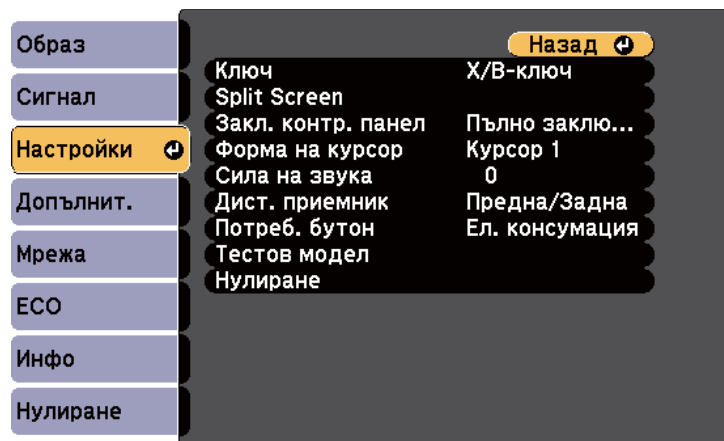 Образ
Сигнал
Настройки
Допълнит.
Мрежа
ECO
Инфо
Нулиране
Назад
Ключ Х/В-ключ
Split Screen
Закл. контр. панел Пълно заклю...
Форма на курсор Курсор 1
Сила на звука 0
Дист. приемник Предна/Задна
Потреб. бутон Ел. консумация
Тестов модел
Нулиране